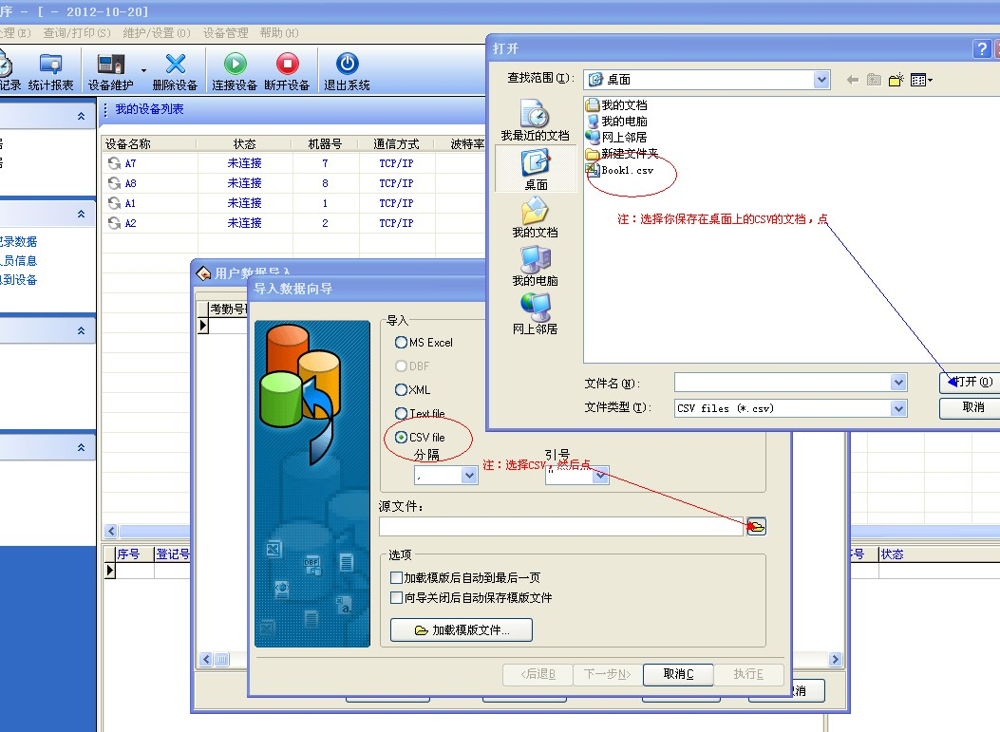 序 - [ - 2012-10-20]
处理(E) 查询/打印(S) 维护/设置(O) 设备管理 帮助(H)
记录 统计报表 设备维护 删除设备 连接设备 断开设备 退出系统
我的设备列表
设备名称 状态 机器号 通信方式 波特率
A7 未连接 7 TCP/IP
A8 未连接 8 TCP/IP
A1 未连接 1 TCP/IP
A2 未连接 2 TCP/IP
记录数据
人员信息
息到设备
序号 登记号
号 状态
用户数据导入
考勤号码
取消
导入数据向导
导入
MS Excel
DBF
XML
Text file
CSV file
分隔 引号
, "
注：选择CSV，然后点
源文件：
选项
加载模版后自动到最后一页
向导关闭后自动保存模版文件
加载模版文件...
<后退B 下一步N> 取消C 执行E
DBF
a.
打开
?
查找范围(I): 桌面
我最近的文档
桌面
我的文档
我的电脑
网上邻居
我的文档
我的电脑
网上邻居
新建文件夹
Book1.csv
注：选择你保存在桌面上的CSV的文档，点
文件名(N): 打开(O)
文件类型(T): CSV files (*.csv) 取消